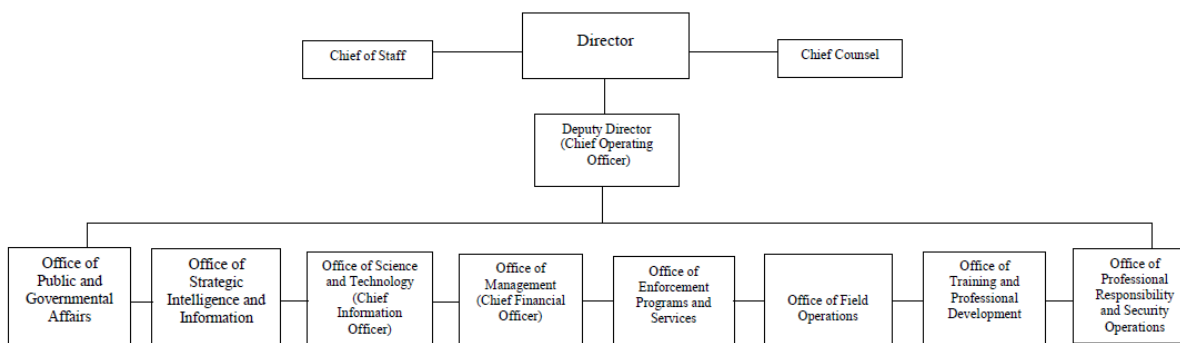 Director
Chief of Staff
Chief Counsel
Deputy Director
(Chief Operating
Officer)
Office of
Public and
Governmental
Affairs
Office of
Strategic
Intelligence and
Information
Office of Science
and Technology
(Chief
Information
Officer)
Office of
Management
(Chief Financial
Officer)
Office of
Enforcement
Programs and
Services
Office of Field
Operations
Office of
Training and
Professional
Development
Office of
Professional
Responsibility
and Security
Operations